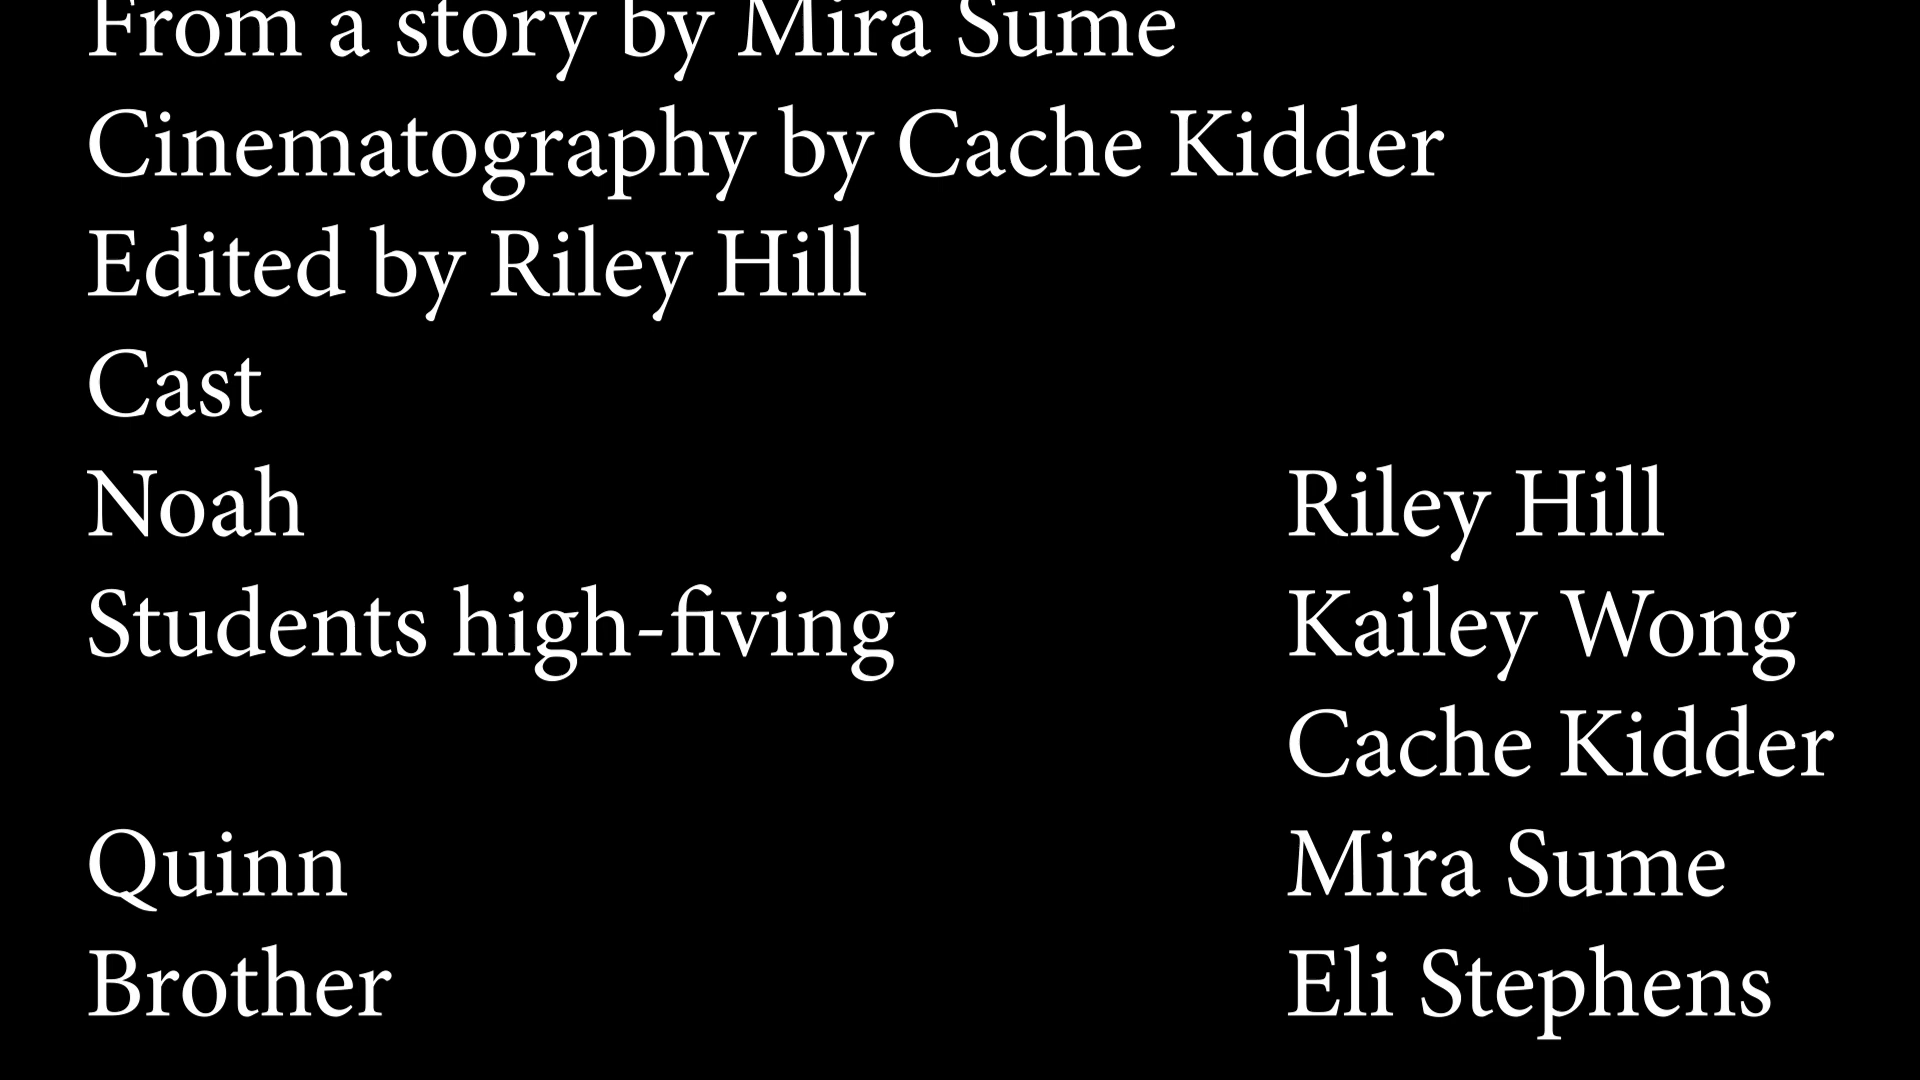 From a story by Mira Sume
Cinematography by Cache Kidder
Edited by Riley Hill
Cast
Noah Riley Hill
Students high-fiving Kailey Wong
Cache Kidder
Quinn Mira Sume
Brother Eli Stephens